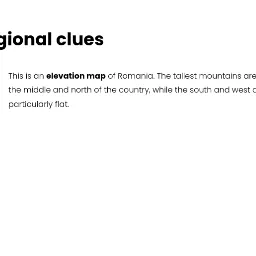 gional clues
This is an elevation map of Romania. The tallest mountains are
the middle and north of the country, while the south and west
particularly flat.